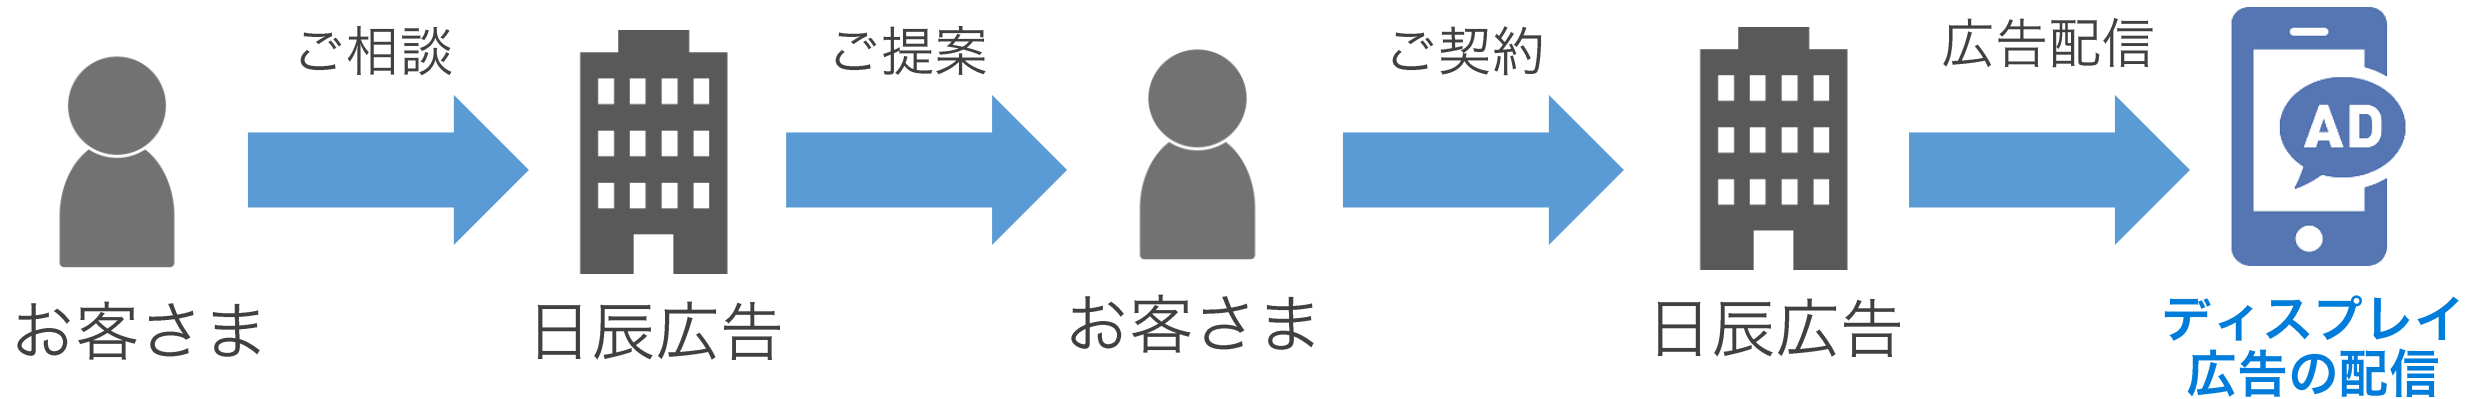 ご相談
ご提案
ご契約
広告配信
AD
お客さま
日辰広告
お客さま
日辰広告
ディスプレイ
広告の配信